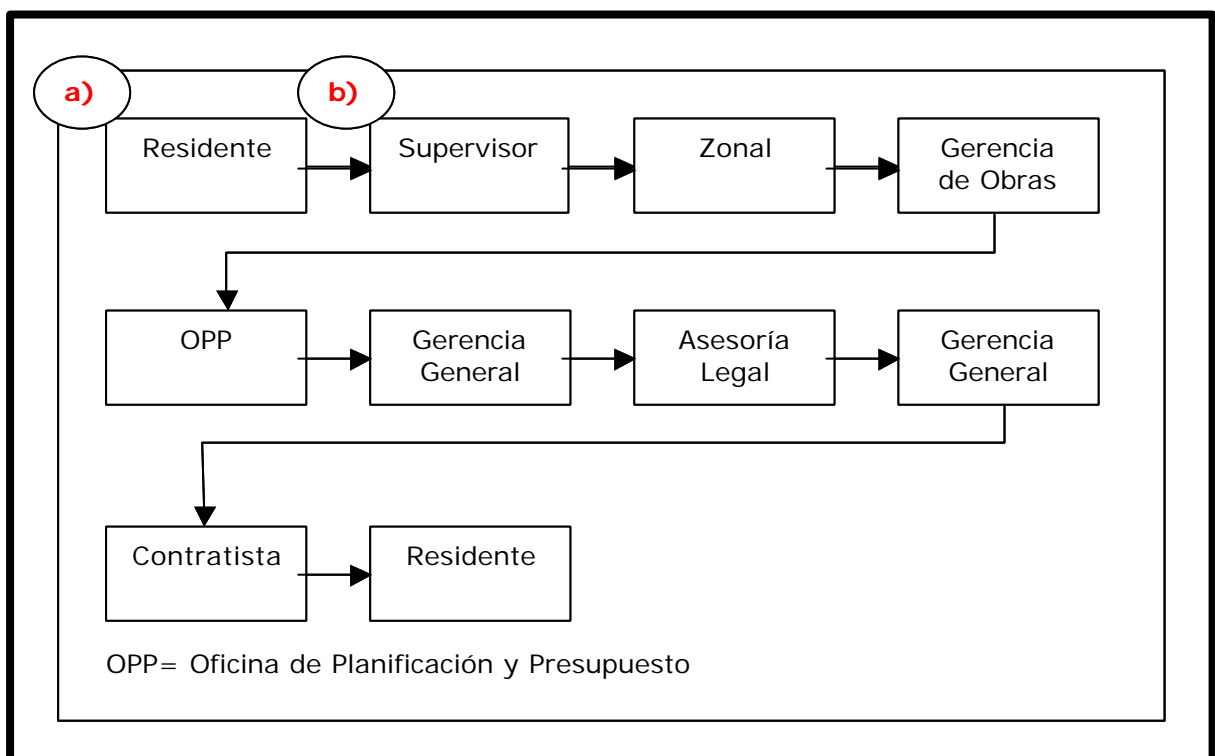 a)
b)
Residente
Supervisor
Zonal
Gerencia
de Obras
OPP
Gerencia
General
Asesoría
Legal
Gerencia
General
Contratista
Residente
OPP= Oficina de Planificación y Presupuesto